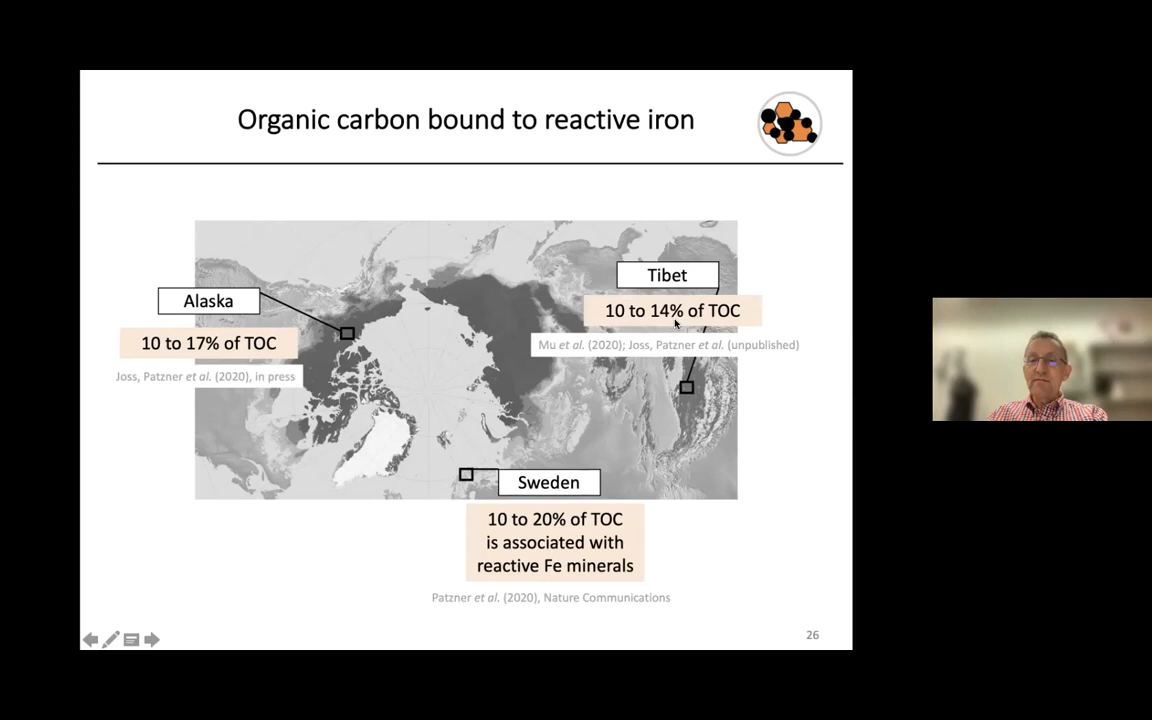 Organic carbon bound to reactive iron
Alaska
10 to 17% of TOC
Joss, Patzner et al. (2020), in press
Tibet
10 to 14% of TOC
Mu et al. (2020); Joss, Patzner et al. (unpublished)
Sweden
10 to 20% of TOC
is associated with
reactive Fe minerals
Patzner et al. (2020), Nature Communications
26